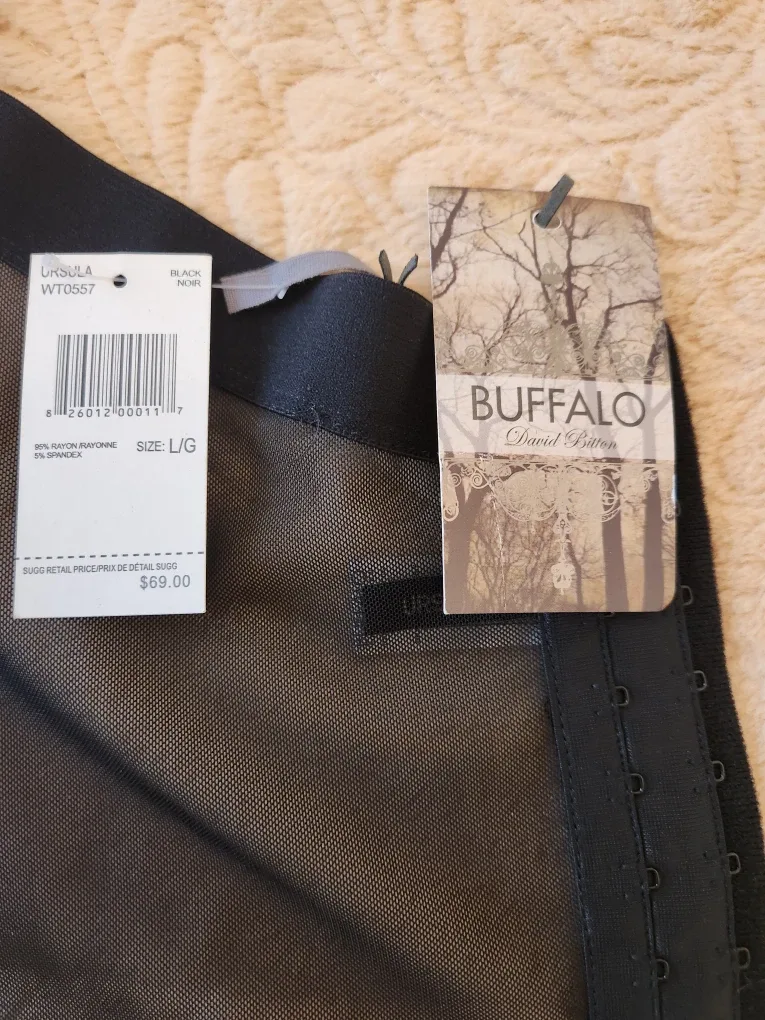 URSULA
WT0557
BLACK
NOIR
8 26012 00011 7
95% RAYON /RAYONNE
5% SPANDEX
SIZE: L/G
SUGG RETAIL PRICE/PRIX DE DÉTAIL SUGG
$69.00
BUFFALO
David Bitton